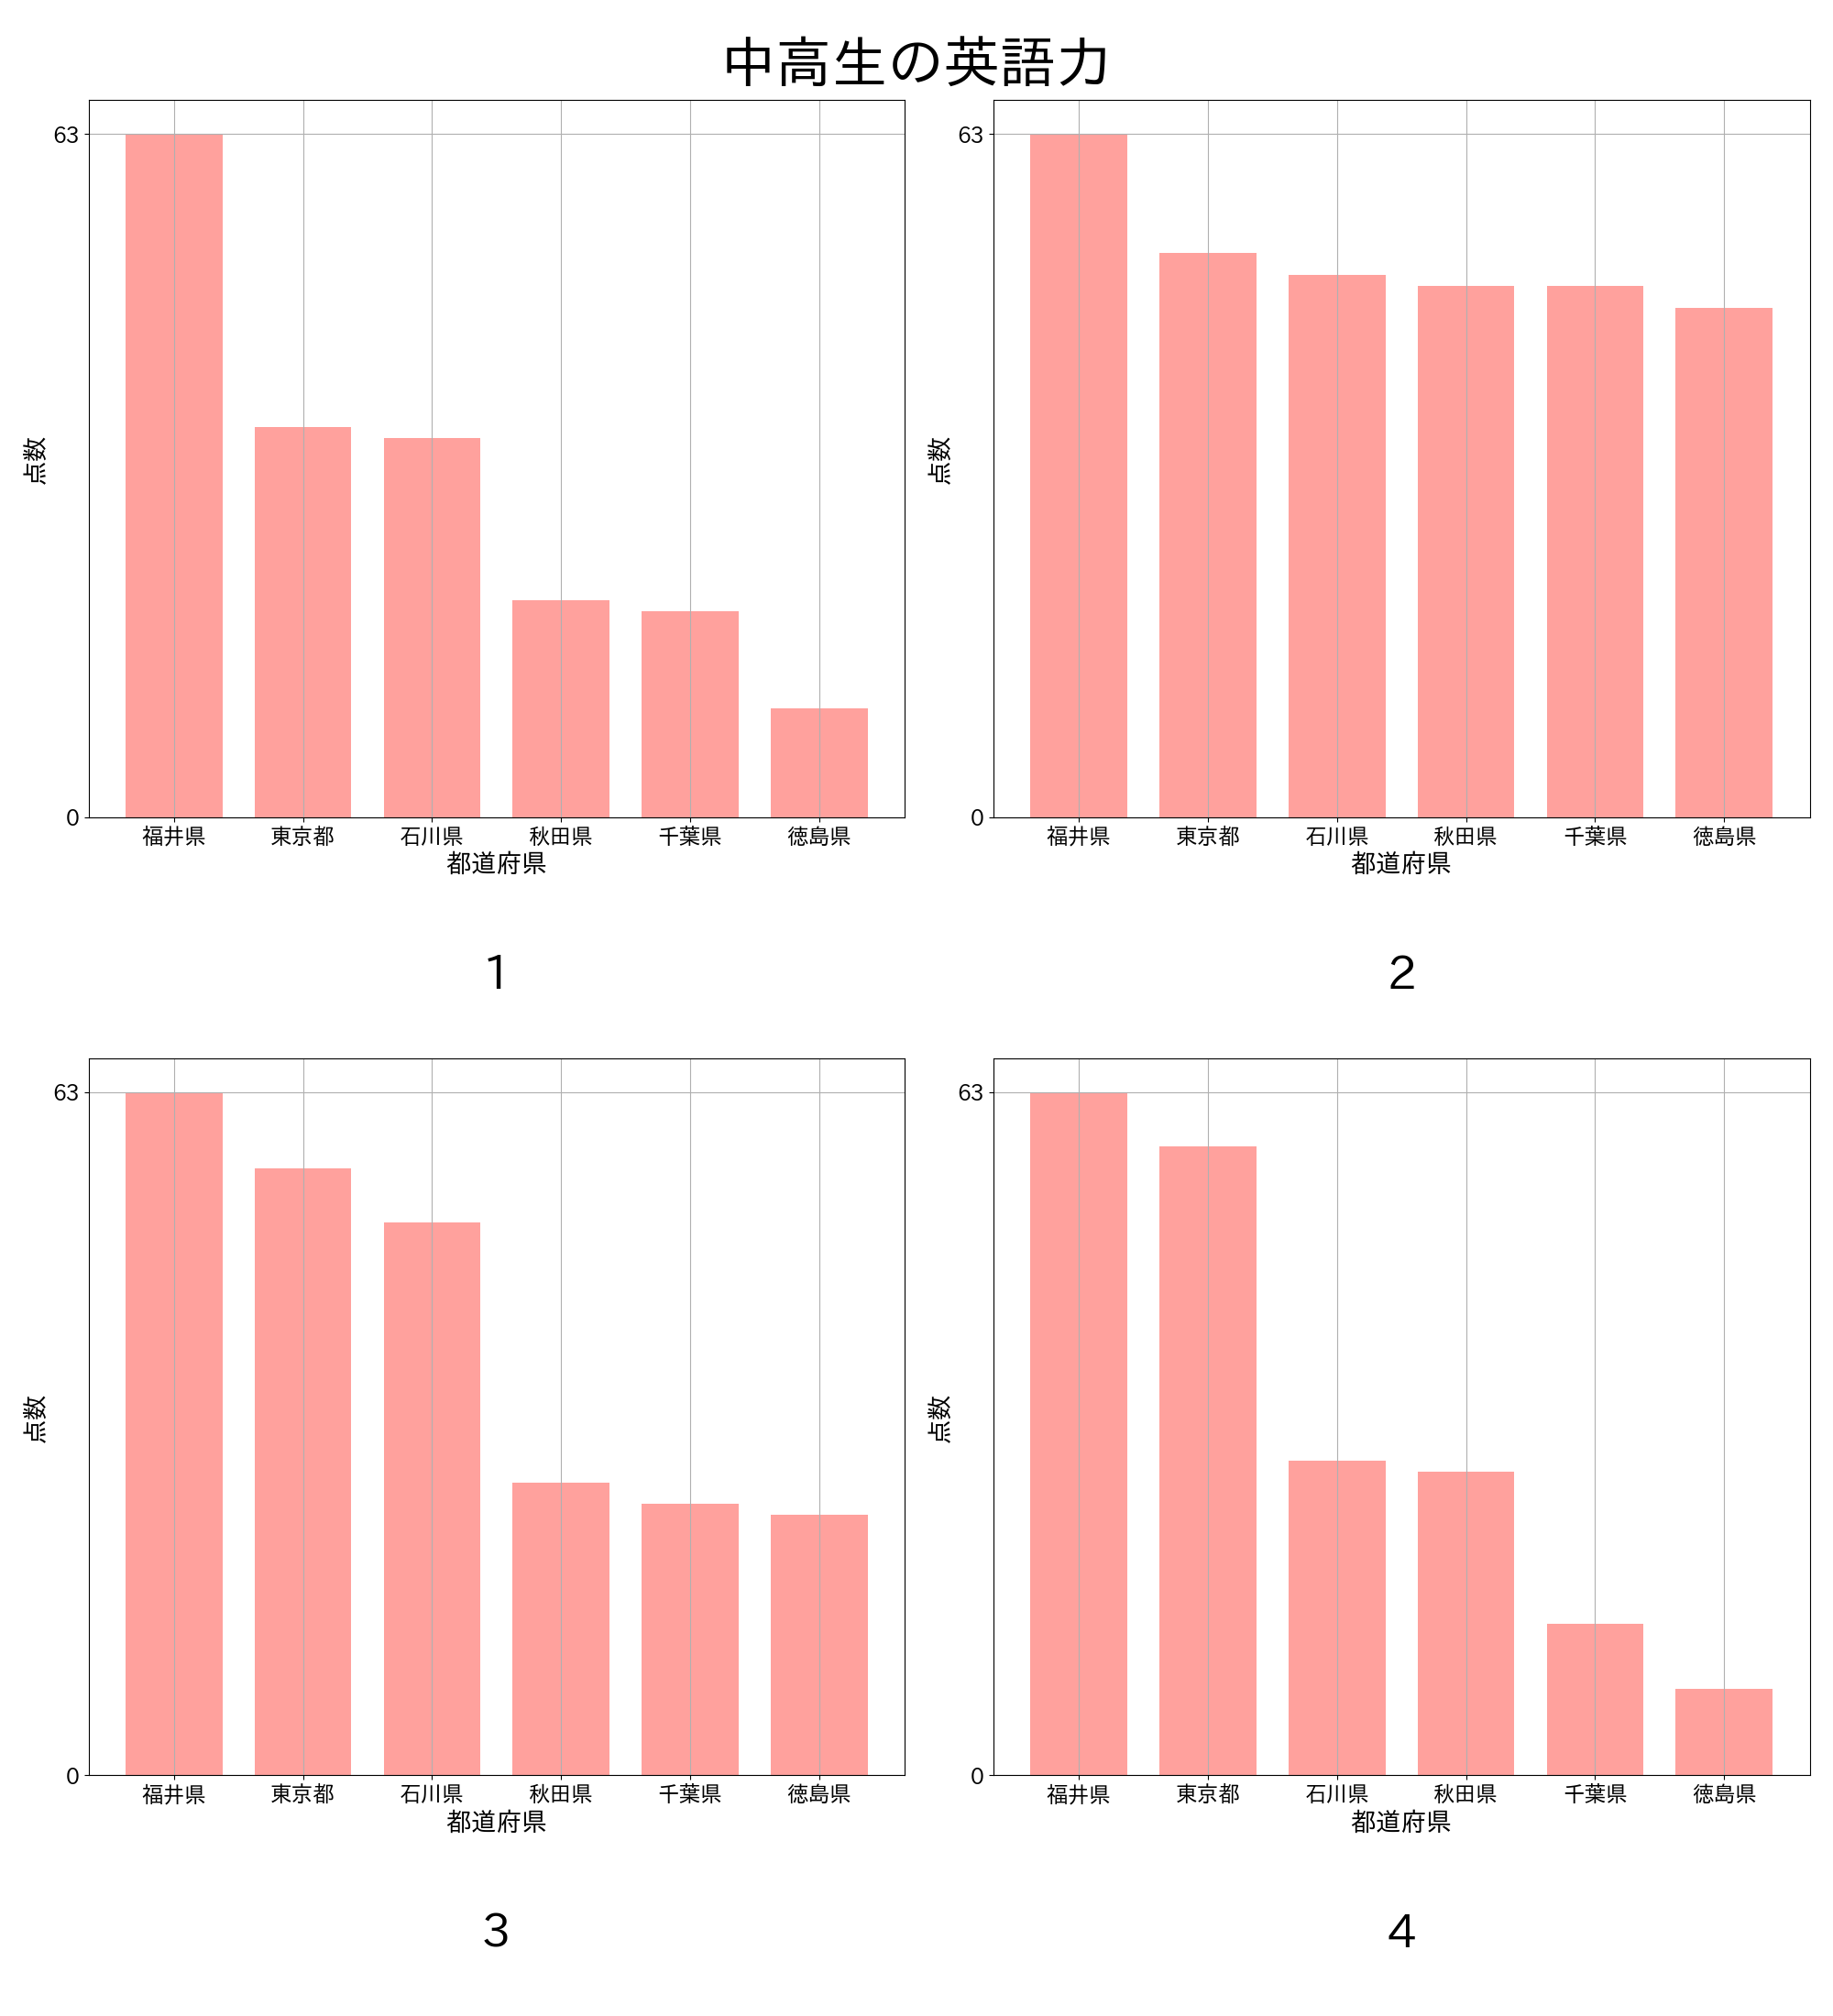 中高生の英語力
63
0
点数
福井県 東京都 石川県 秋田県 千葉県 徳島県
都道府県
1
63
0
点数
福井県 東京都 石川県 秋田県 千葉県 徳島県
都道府県
2
63
0
点数
福井県 東京都 石川県 秋田県 千葉県 徳島県
都道府県
3
63
0
点数
福井県 東京都 石川県 秋田県 千葉県 徳島県
都道府県
4